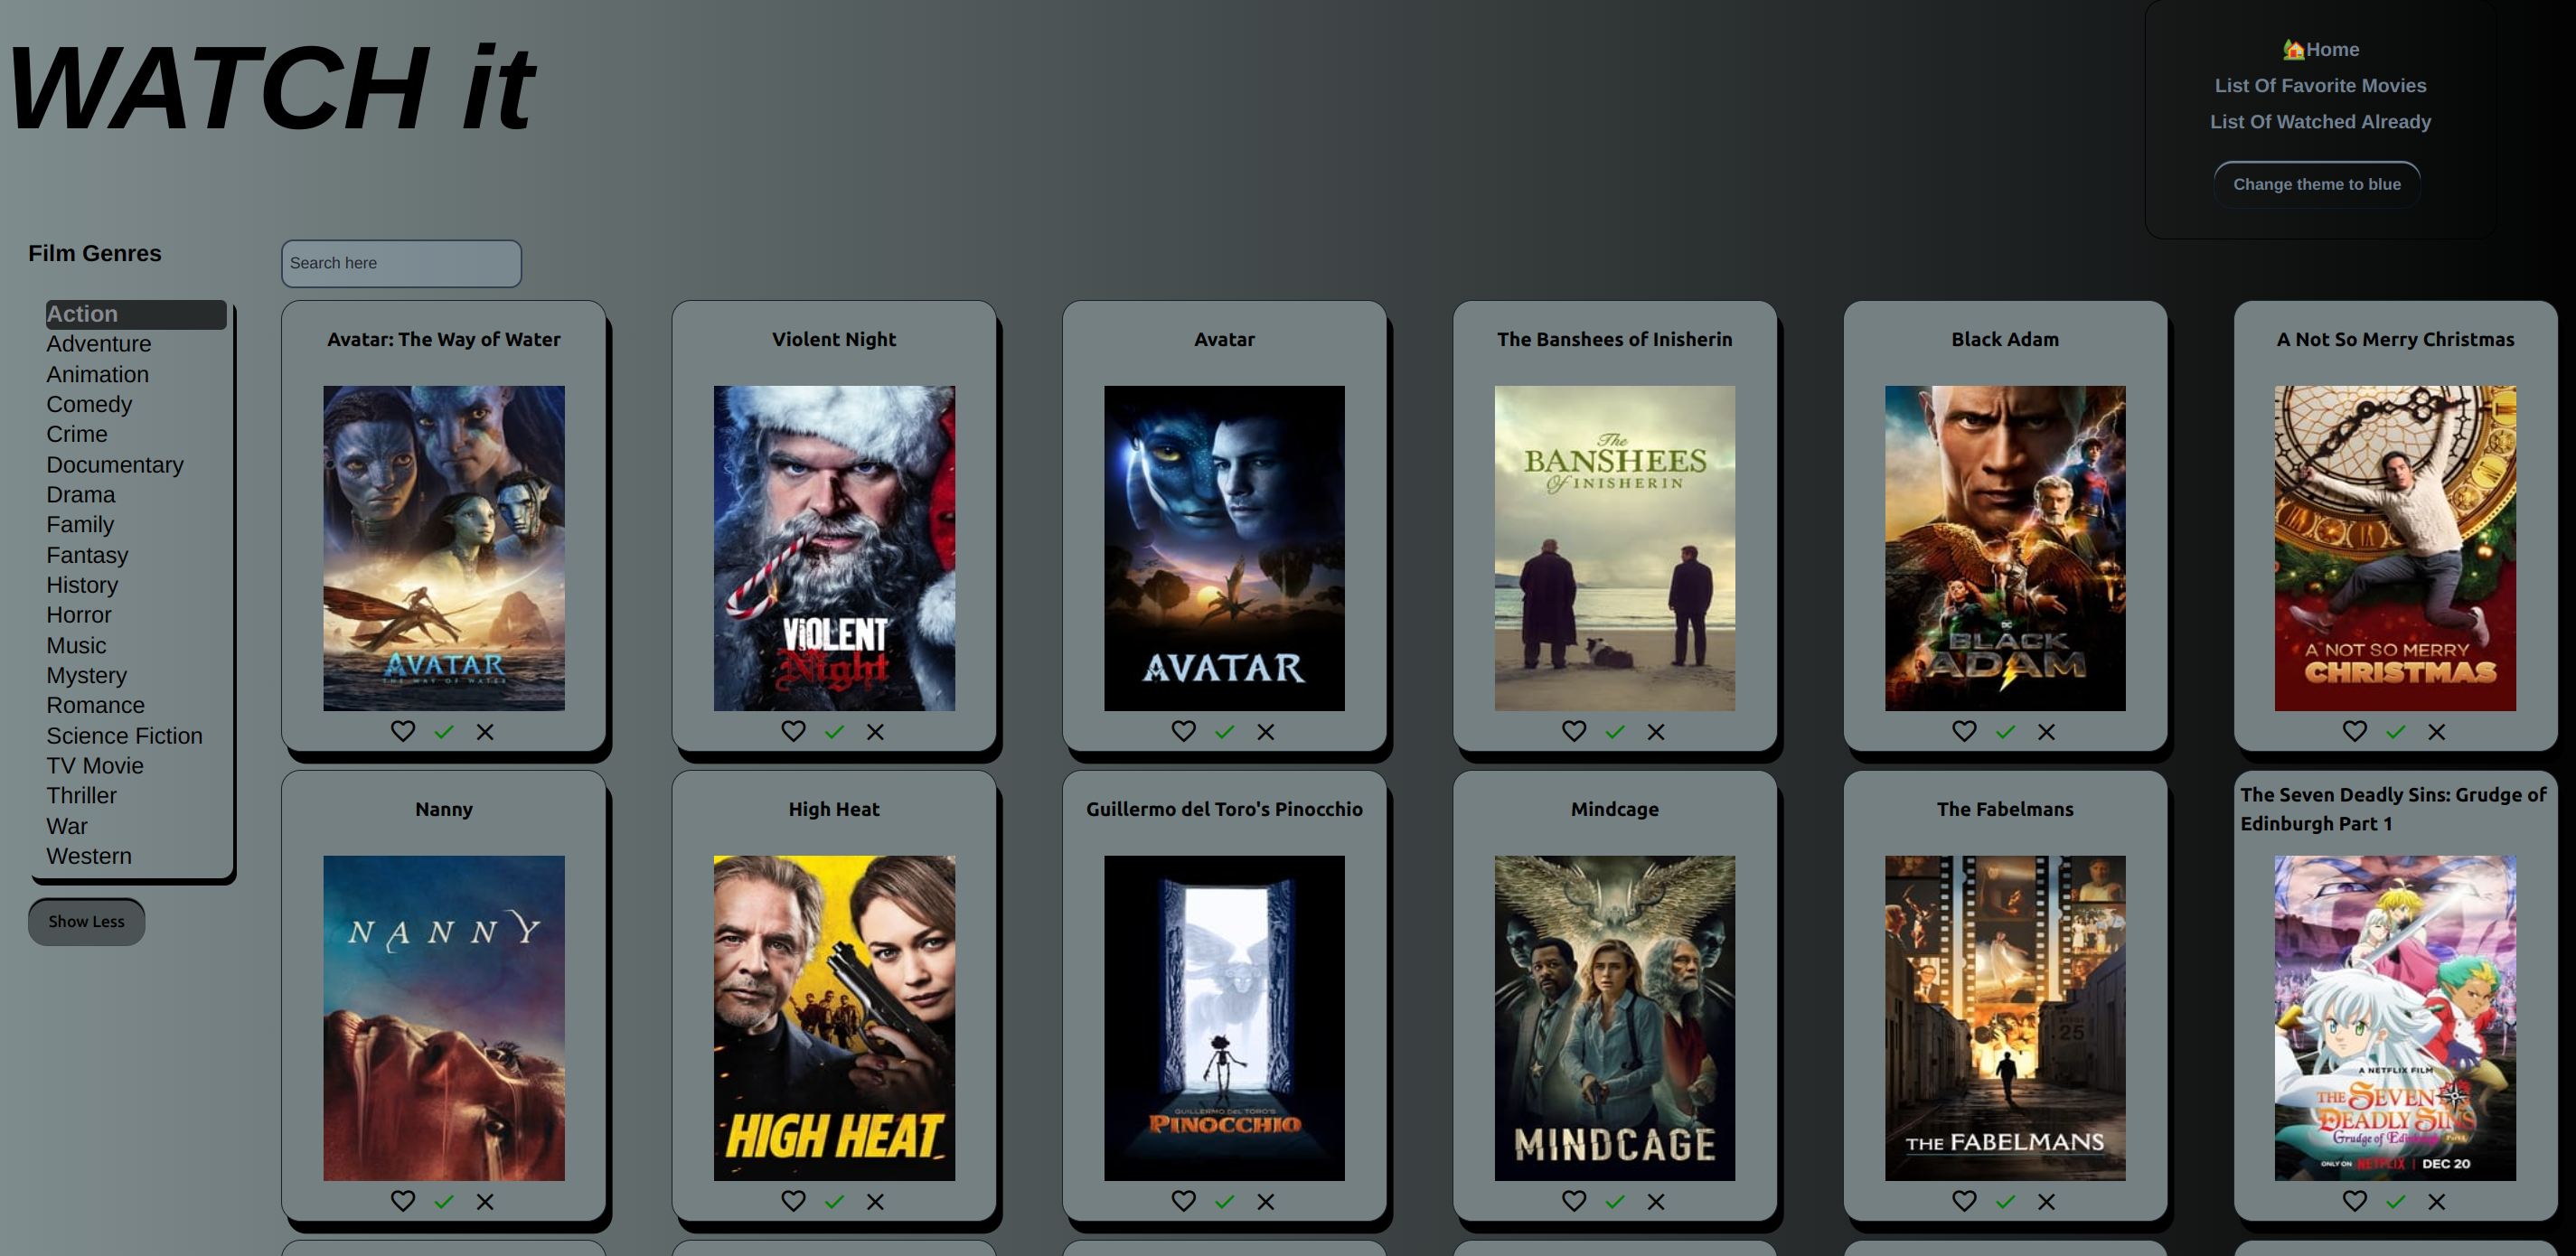 WATCH it
🏡Home
List Of Favorite Movies
List Of Watched Already
Change theme to blue
Film Genres
Search here
Action
Adventure
Animation
Comedy
Crime
Documentary
Drama
Family
Fantasy
History
Horror
Music
Mystery
Romance
Science Fiction
TV Movie
Thriller
War
Western
Show Less
Avatar: The Way of Water
Violent Night
Avatar
The Banshees of Inisherin
Black Adam
A Not So Merry Christmas
AVATAR
THE WAY OF WATER
VIOLENT
Night
AVATAR
The
BANSHEES
Of INISHERIN
DC
BLACK
ADAM
A NOT SO MERRY
CHRISTMAS
Nanny
High Heat
Guillermo del Toro's Pinocchio
Mindcage
The Fabelmans
The Seven Deadly Sins: Grudge of
Edinburgh Part 1
NANNY
HIGH HEAT
GUILLERMO DEL TORO'S
PINOCCHIO
MINDCAGE
25
THE FABELMANS
A NETFLIX FILM
THE SEVEN
DEADLY SINS
Grudge of Edinburgh Part 1
ONLY ON NETFLIX | DEC 20